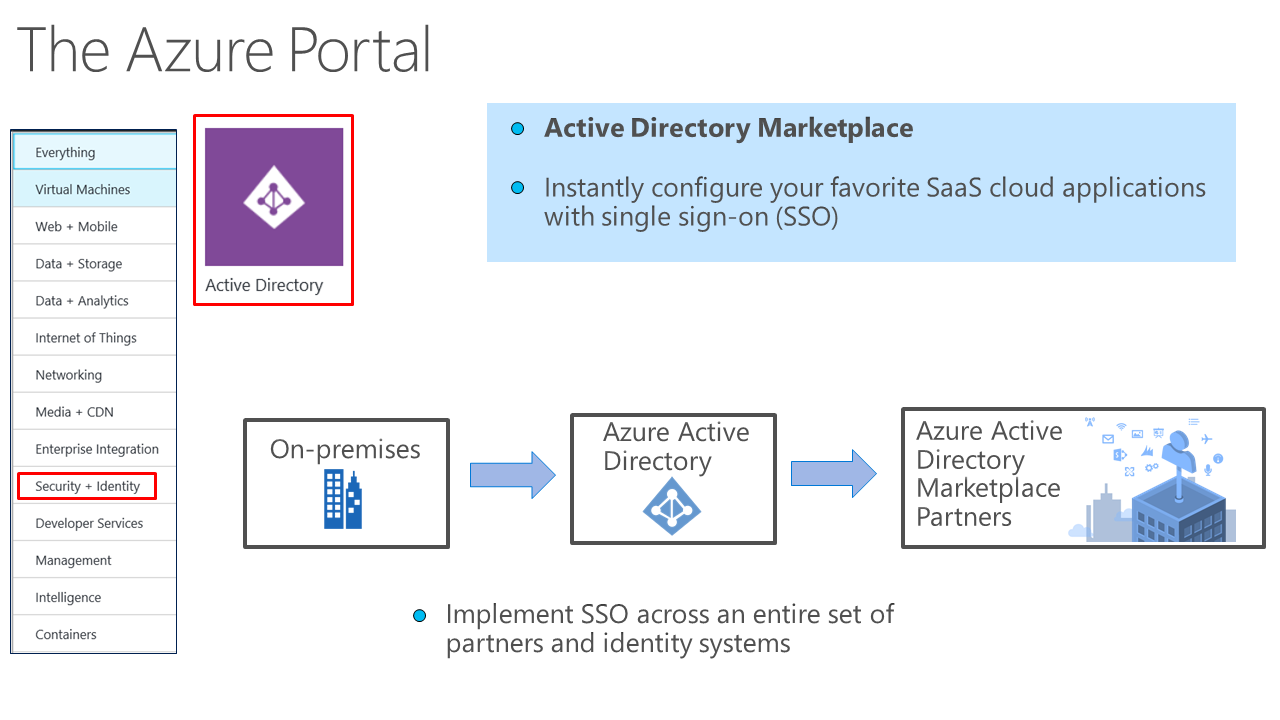 The Azure Portal
Everything
Virtual Machines
Web + Mobile
Data + Storage
Data + Analytics
Internet of Things
Networking
Media + CDN
Enterprise Integration
Security + Identity
Developer Services
Management
Intelligence
Containers
Active Directory
Active Directory Marketplace
Instantly configure your favorite SaaS cloud applications
with single sign-on (SSO)
On-premises
Azure Active
Directory
Azure Active
Directory
Marketplace
Partners
Implement SSO across an entire set of
partners and identity systems